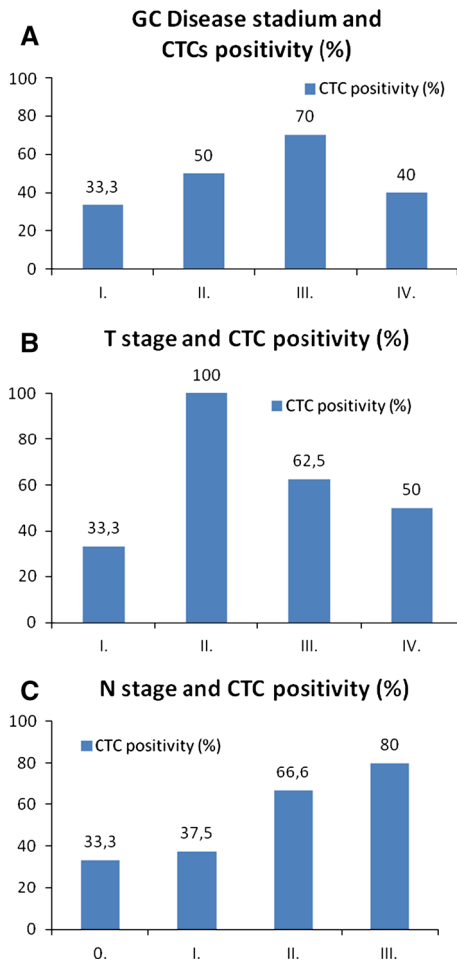 A
GC Disease stadium and
CTCs positivity (%)
100
CTC positivity (%)
80
70
60
50
40
40
33,3
20
0
I.
II.
III.
IV.
B
T stage and CTC positivity (%)
100
100
CTC positivity (%)
80
62,5
60
50
40
33,3
20
0
I.
II.
III.
IV.
C
N stage and CTC positivity (%)
100
CTC positivity (%)
80
80
66,6
60
40
37,5
33,3
20
0
0.
I.
II.
III.